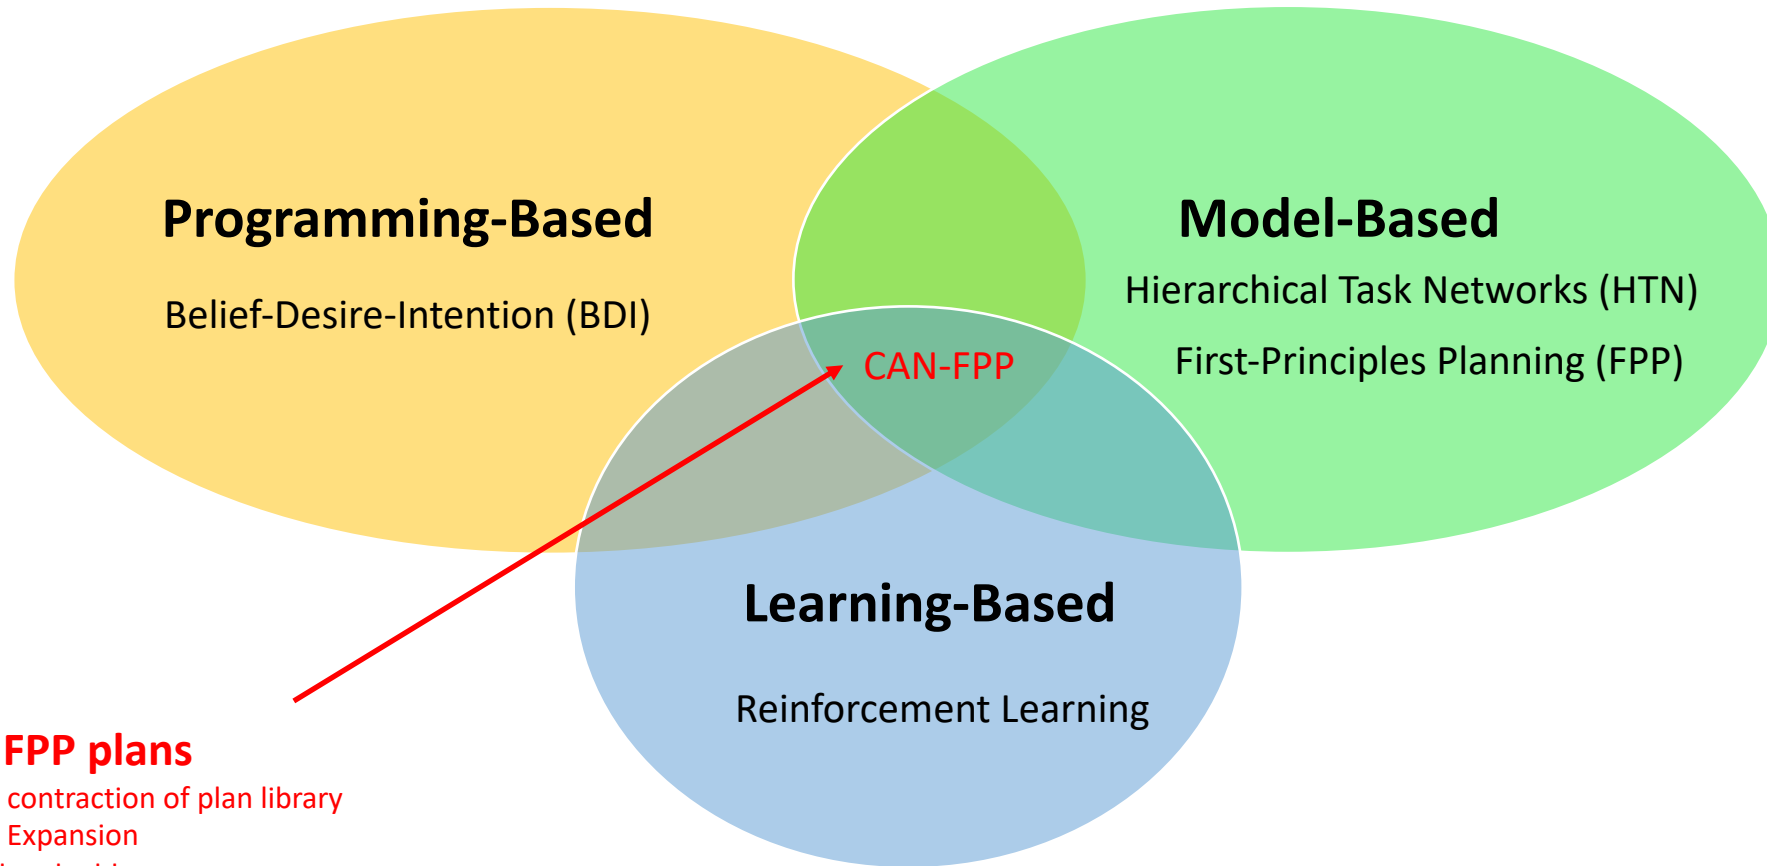 Programming-Based
Belief-Desire-Intention (BDI)
Model-Based
Hierarchical Task Networks (HTN)
First-Principles Planning (FPP)
CAN-FPP
Learning-Based
Reinforcement Learning
FPP plans
contraction of plan library
Expansion